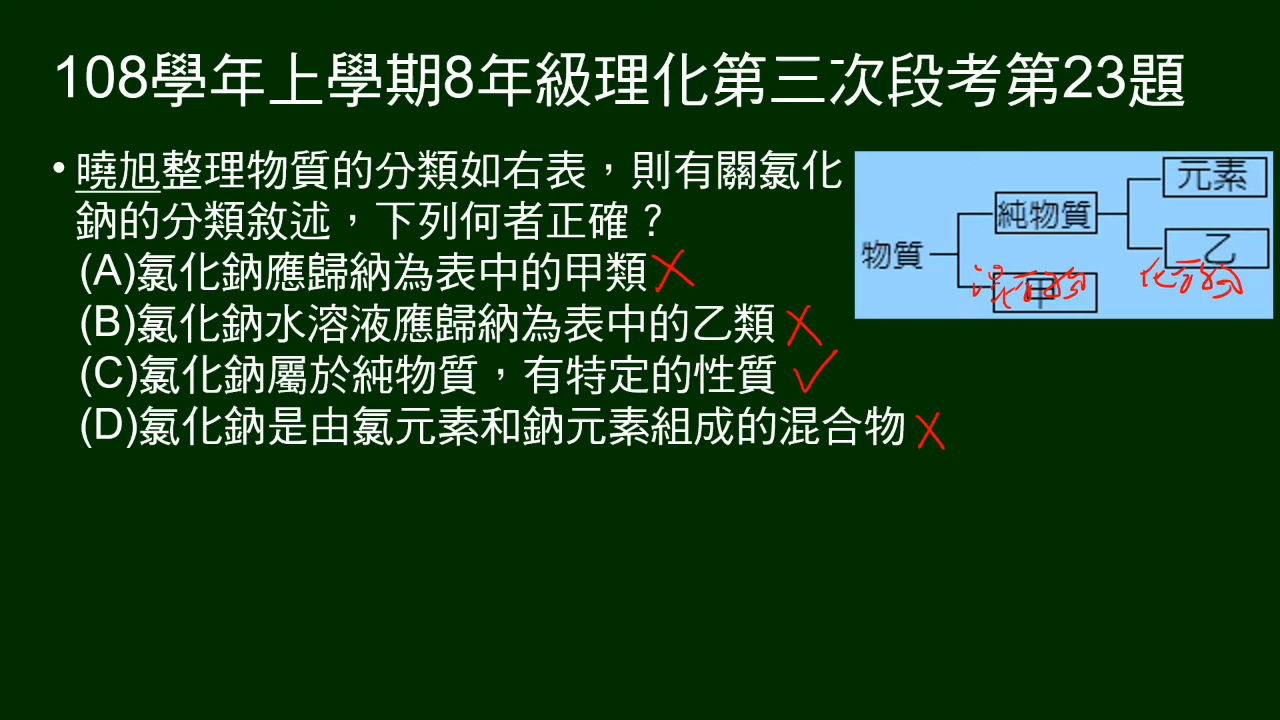 108學年上學期8年級理化第三次段考第23題
•曉旭整理物質的分類如右表，則有關氯化
鈉的分類敘述，下列何者正確？
(A)氯化鈉應歸納為表中的甲類
(B)氯化鈉水溶液應歸納為表中的乙類
(C)氯化鈉屬於純物質，有特定的性質
(D)氯化鈉是由氯元素和鈉元素組成的混合物
元素
純物質
物質
乙
化合物
甲
混合物